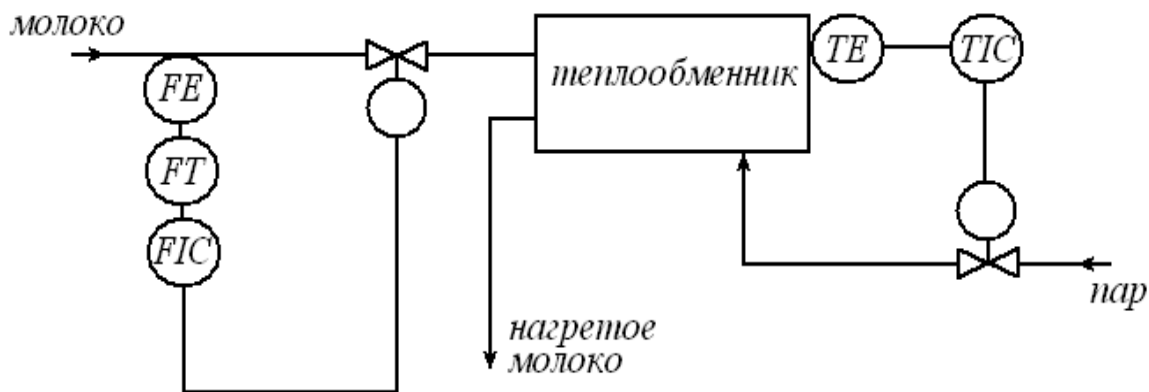 молоко
FE
FT
FIC
теплообменник
TE
TIC
пар
нагретое
молоко